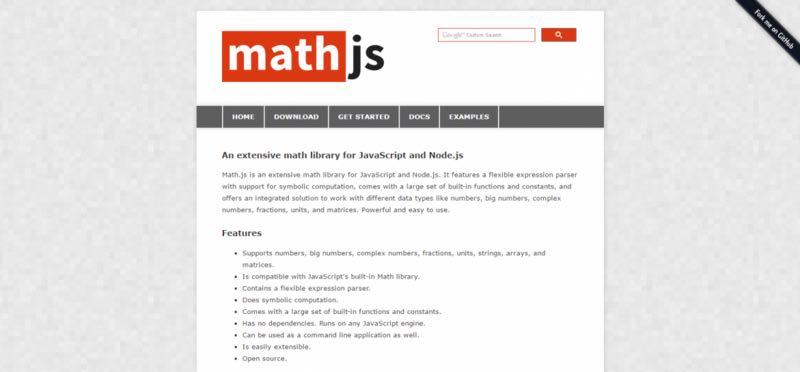 Fork me on GitHub
mathjs
Google™ Custom Search
HOME DOWNLOAD GET STARTED DOCS EXAMPLES
An extensive math library for JavaScript and Node.js
Math.js is an extensive math library for JavaScript and Node.js. It features a flexible expression parser
with support for symbolic computation, comes with a large set of built-in functions and constants, and
offers an integrated solution to work with different data types like numbers, big numbers, complex
numbers, fractions, units, and matrices. Powerful and easy to use.
Features
Supports numbers, big numbers, complex numbers, fractions, units, strings, arrays, and
matrices.
Is compatible with JavaScript's built-in Math library.
Contains a flexible expression parser.
Does symbolic computation.
Comes with a large set of built-in functions and constants.
Has no dependencies. Runs on any JavaScript engine.
Can be used as a command line application as well.
Is easily extensible.
Open source.